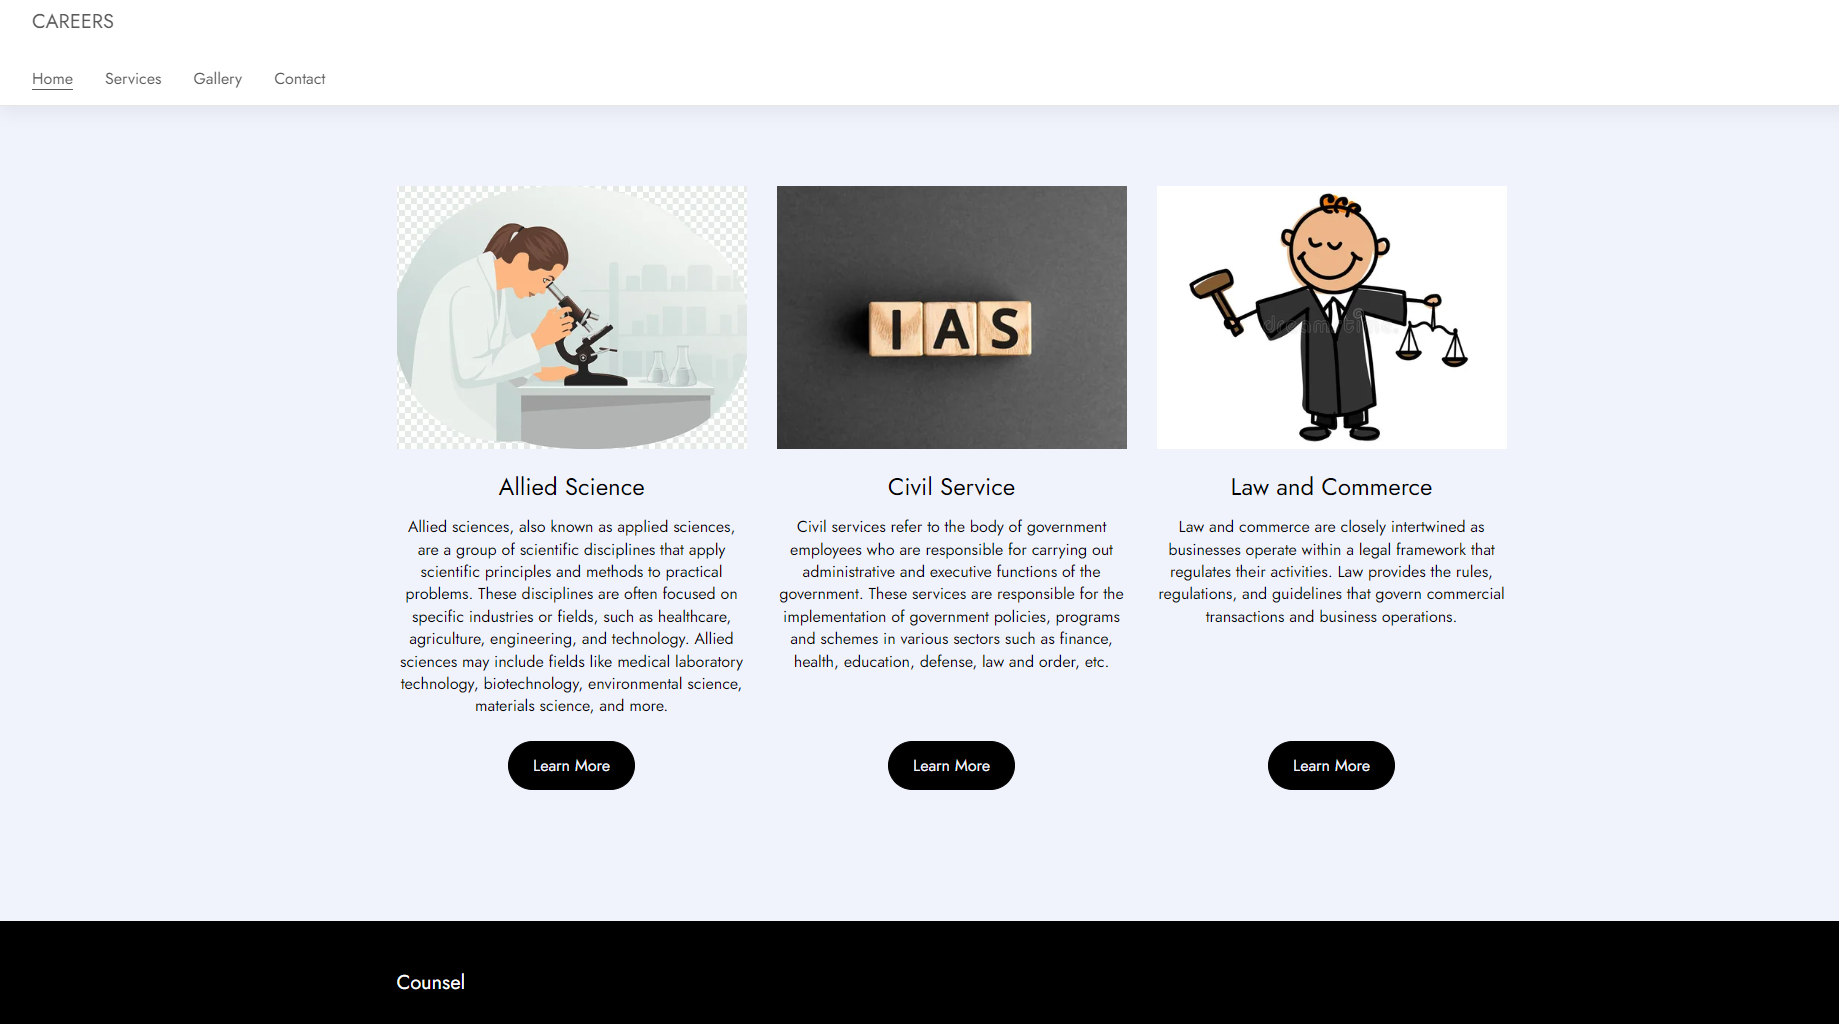 CAREERS
Home Services Gallery Contact
IAS
dreamstime.
Allied Science
Allied sciences, also known as applied sciences,
are a group of scientific disciplines that apply
scientific principles and methods to practical
problems. These disciplines are often focused on
specific industries or fields, such as healthcare,
agriculture, engineering, and technology. Allied
sciences may include fields like medical laboratory
technology, biotechnology, environmental science,
materials science, and more.
Learn More
Civil Service
Civil services refer to the body of government
employees who are responsible for carrying out
administrative and executive functions of the
government. These services are responsible for the
implementation of government policies, programs
and schemes in various sectors such as finance,
health, education, defense, law and order, etc.
Learn More
Law and Commerce
Law and commerce are closely intertwined as
businesses operate within a legal framework that
regulates their activities. Law provides the rules,
regulations, and guidelines that govern commercial
transactions and business operations.
Learn More
Counsel